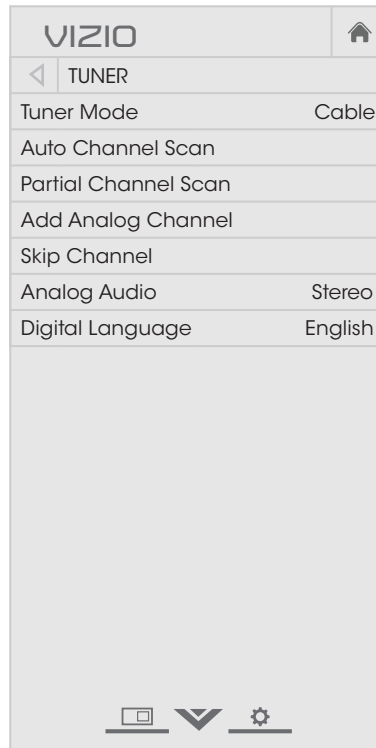 VIZIO
TUNER
Tuner Mode Cable
Auto Channel Scan
Partial Channel Scan
Add Analog Channel
Skip Channel
Analog Audio Stereo
Digital Language English